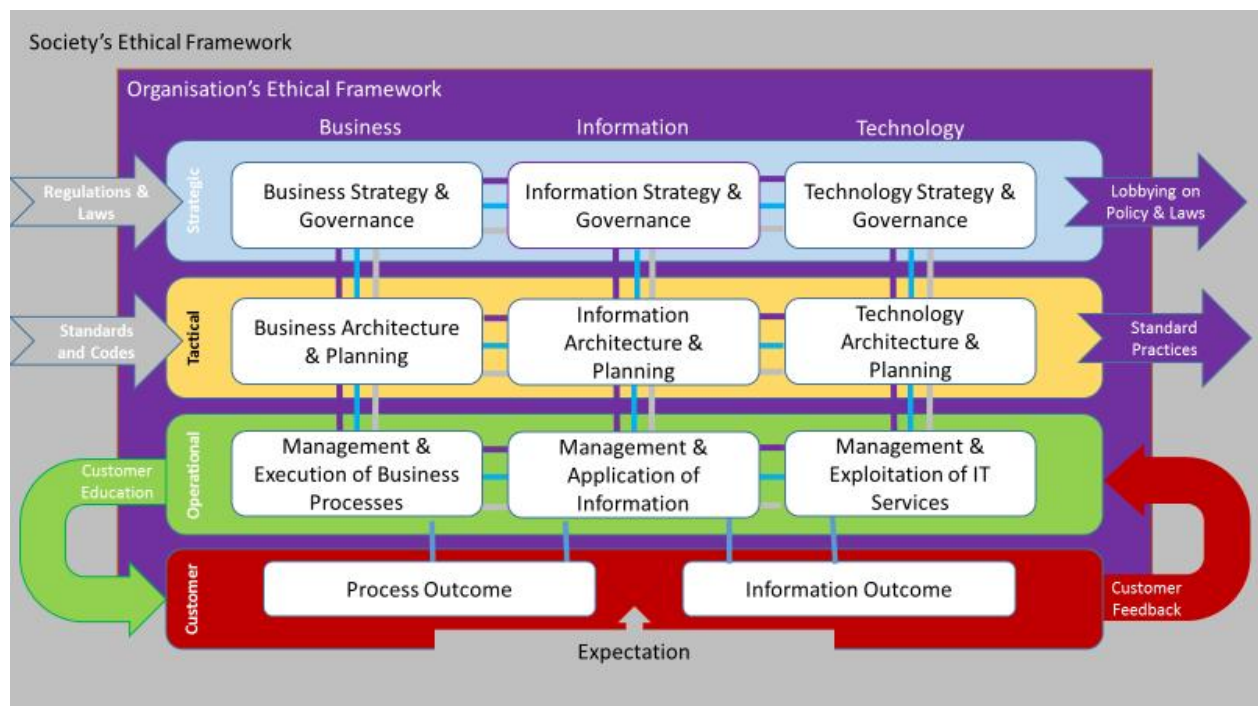 Society's Ethical Framework
Organisation's Ethical Framework
Business
Information
Technology
Regulations &
Laws
Strategic
Business Strategy &
Governance
Information Strategy &
Governance
Technology Strategy &
Governance
Lobbying on
Policy & Laws
Standards
and Codes
Tactical
Business Architecture
& Planning
Information
Architecture &
Planning
Technology
Architecture &
Planning
Standard
Practices
Customer
Education
Operational
Management &
Execution of Business
Processes
Management &
Application of
Information
Management &
Exploitation of IT
Services
Customer
Process Outcome
Information Outcome
Customer
Feedback
Expectation